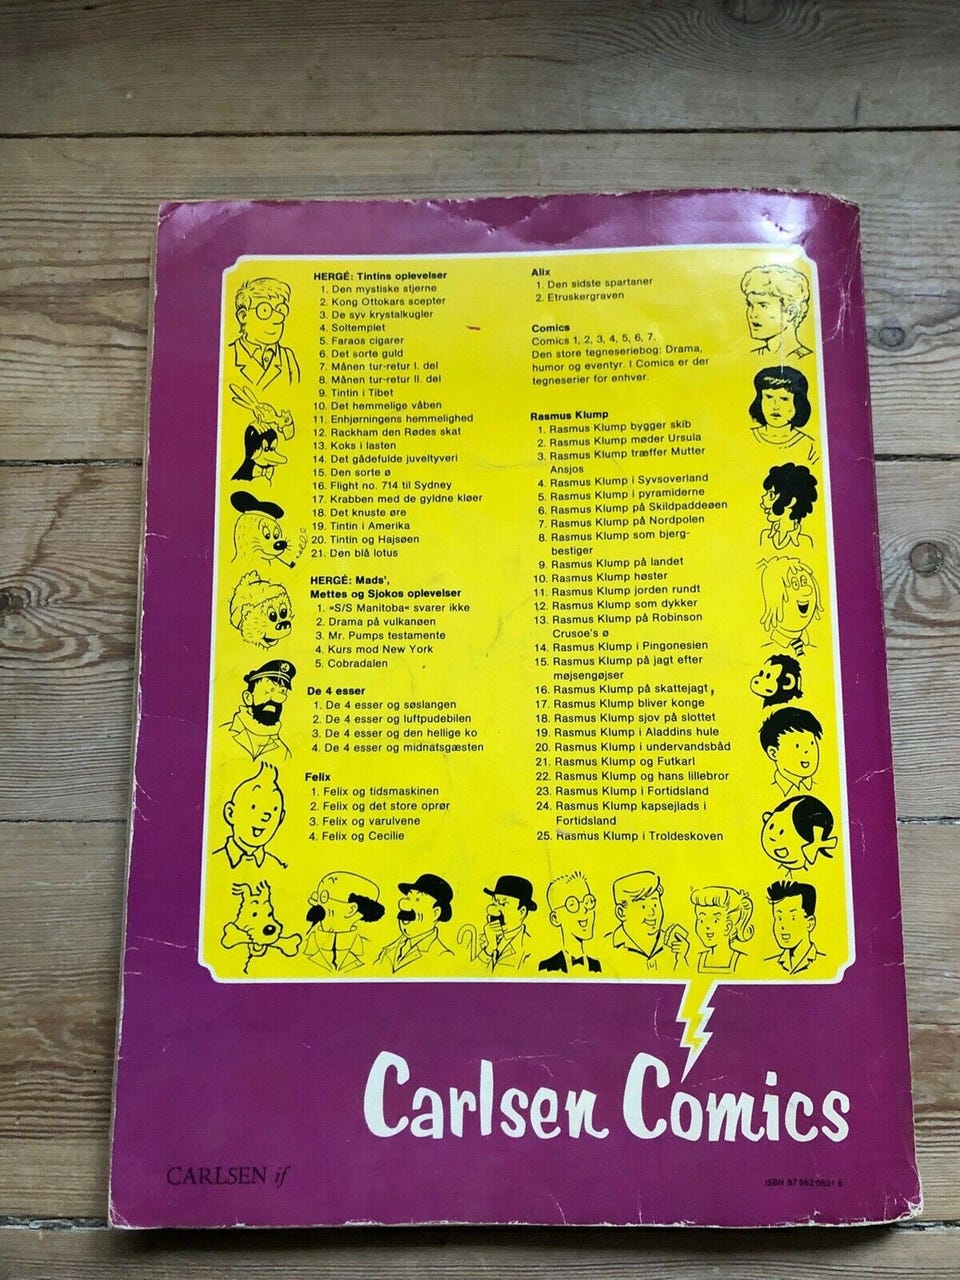 HERGÉ: Tintins oplevelser
1. Den mystiske stjerne
2. Kong Ottokars scepter
3. De syv krystalkugler
4. Soltemplet
5. Faraos cigarer
6. Det sorte guld
7. Månen tur-retur I. del
8. Månen tur-retur II. del
9. Tintin i Tibet
10. Det hemmelige våben
11. Enhjørningens hemmelighed
12. Rackham den Rødes skat
13. Koks i lasten
14. Det gådefulde juveltyveri
15. Den sorte ø
16. Flight no. 714 til Sydney
17. Krabben med de gyldne kløer
18. Det knuste øre
19. Tintin i Amerika
20. Tintin og Hajsøen
21. Den blå lotus
HERGÉ: Mads',
Mettes og Sjokos oplevelser
1. »S/S Manitoba« svarer ikke
2. Drama på vulkanøen
3. Mr. Pumps testamente
4. Kurs mod New York
5. Cobradalen
De 4 esser
1. De 4 esser og søslangen
2. De 4 esser og luftpudebilen
3. De 4 esser og den hellige ko
4. De 4 esser og midnatsgæsten
Felix
1. Felix og tidsmaskinen
2. Felix og det store oprør
3. Felix og varulvene
4. Felix og Cecilie
Alix
1. Den sidste spartaner
2. Etruskergraven
Comics
Comics 1, 2, 3, 4, 5, 6, 7.
Den store tegneseriebog: Drama,
humor og eventyr. I Comics er der
tegneserier for enhver.
Rasmus Klump
1. Rasmus Klump bygger skib
2. Rasmus Klump møder Ursula
3. Rasmus Klump træffer Mutter
Ansjos
4. Rasmus Klump i Syvsoverland
5. Rasmus Klump i pyramiderne
6. Rasmus Klump på Skildpaddeøen
7. Rasmus Klump på Nordpolen
8. Rasmus Klump som bjerg-
bestiger
9. Rasmus Klump på landet
10. Rasmus Klump høster
11. Rasmus Klump jorden rundt
12. Rasmus Klump som dykker
13. Rasmus Klump på Robinson
Crusoe's ø
14. Rasmus Klump i Pingonesien
15. Rasmus Klump på jagt efter
møjsengøjser
16. Rasmus Klump på skattejagt
17. Rasmus Klump bliver konge
18. Rasmus Klump sjov på slottet
19. Rasmus Klump i Aladdins hule
20. Rasmus Klump i undervandsbåd
21. Rasmus Klump og Futkarl
22. Rasmus Klump og hans lillebror
23. Rasmus Klump i Fortidsland
24. Rasmus Klump kapsejlads i
Fortidsland
25. Rasmus Klump i Troldeskoven
Carlsen Comics
CARLSEN if
ISBN 87 562 0621 6